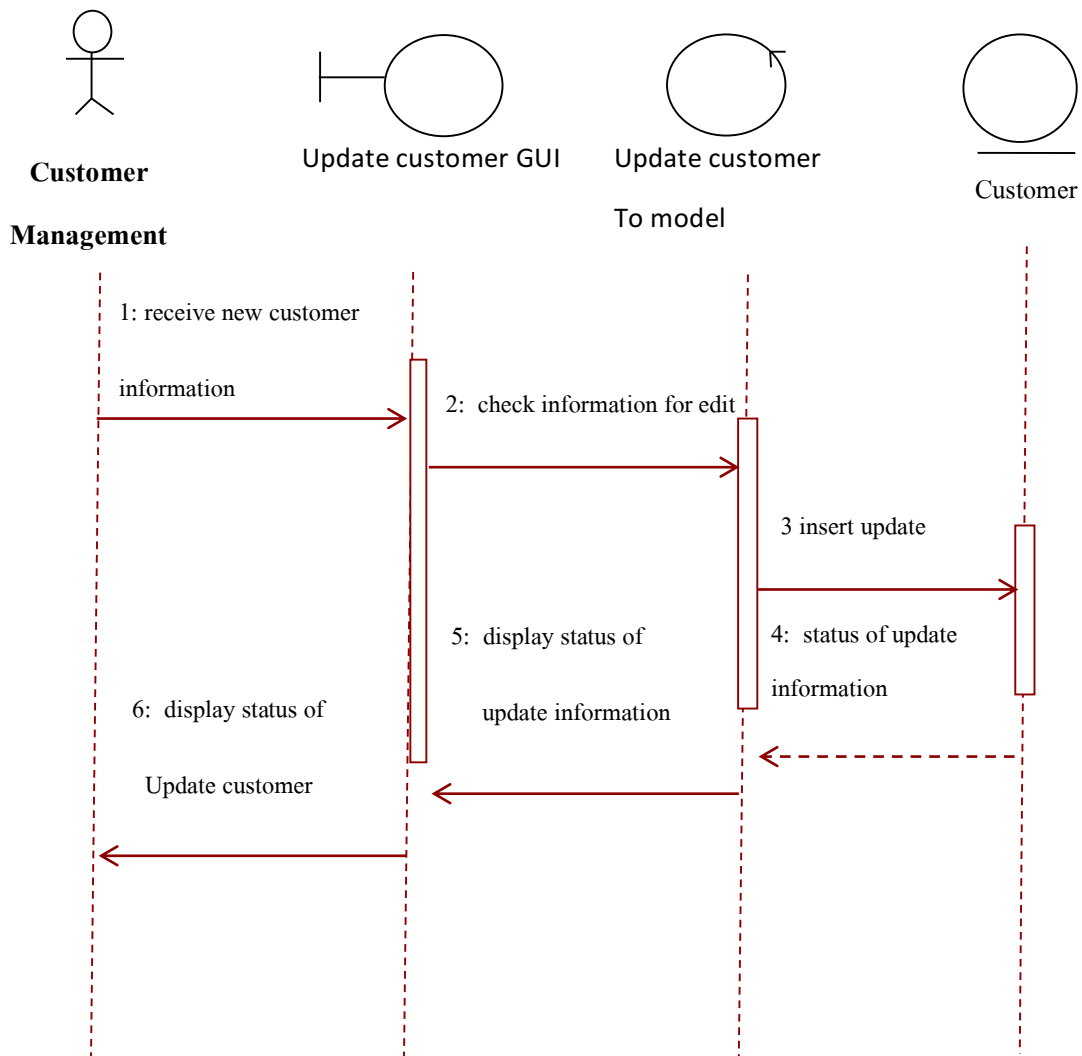 Customer
Management
Update customer GUI
Update customer
To model
Customer
1: receive new customer
information
2:  check information for edit
3 insert update
4:  status of update
information
5:  display status of
update information
6:  display status of
Update customer